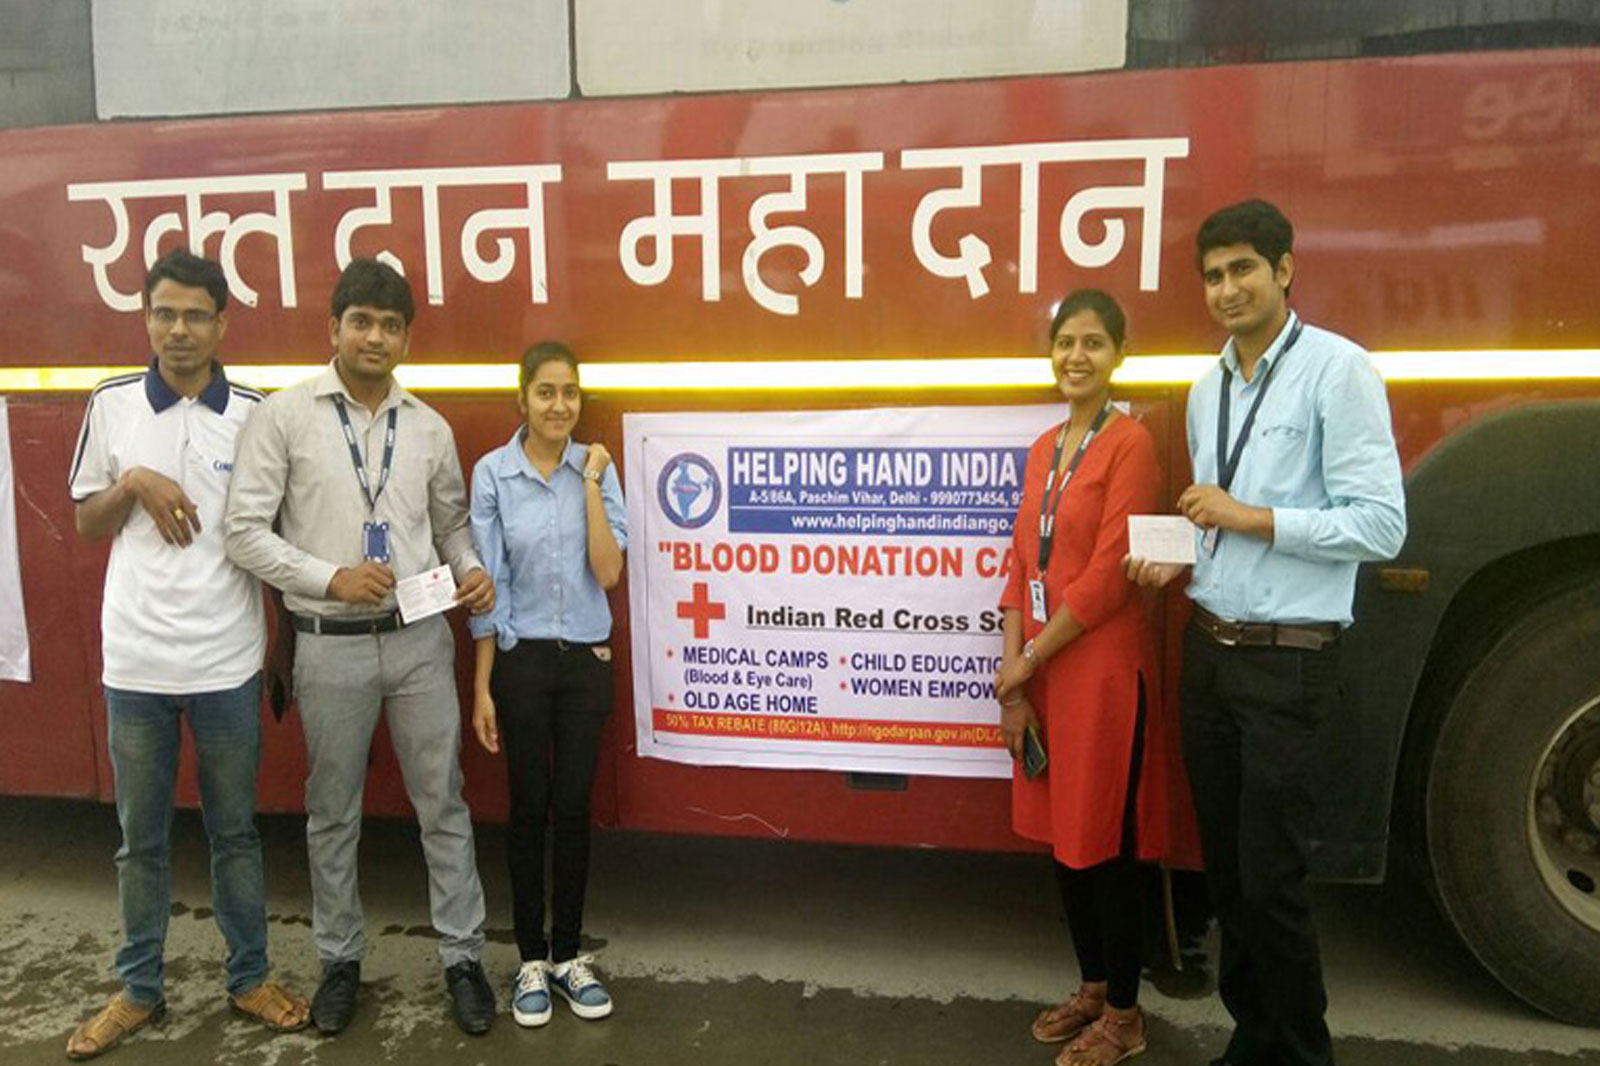 रक्त दान महा दान
HELPING HAND INDIA
A-5/86A, Paschim Vihar, Delhi - 9990773454,
www.helpinghandindiango.
"BLOOD DONATION CA
Indian Red Cross So
• MEDICAL CAMPS • CHILD EDUCATIO
(Blood & Eye Care) • WOMEN EMPOW
• OLD AGE HOME
50% TAX REBATE (80G/12A), http://ngodarpan.gov.in(DL/2